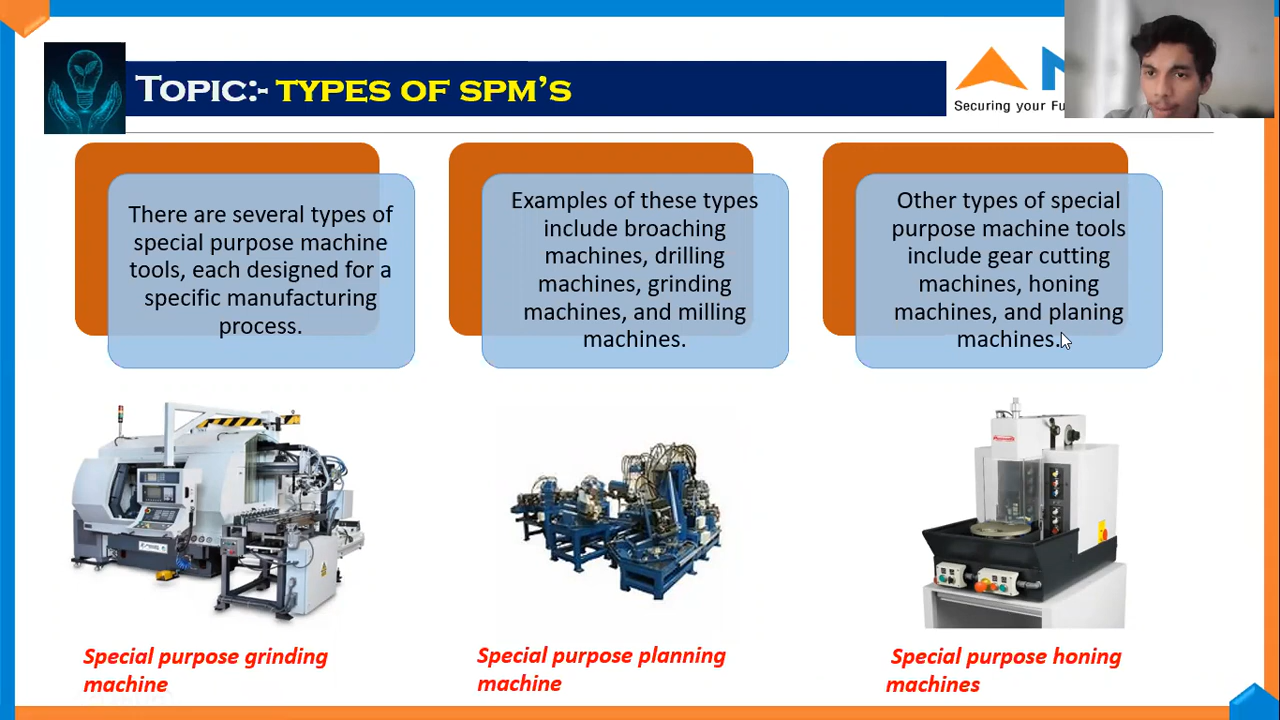 TOPIC:- TYPES OF SPM'S
Securing your Fu
There are several types of
special purpose machine
tools, each designed for a
specific manufacturing
process.
Examples of these types
include broaching
machines, drilling
machines, grinding
machines, and milling
machines.
Other types of special
purpose machine tools
include gear cutting
machines, honing
machines, and planing
machines.
Special purpose grinding
machine
Special purpose planning
machine
Special purpose honing
machines